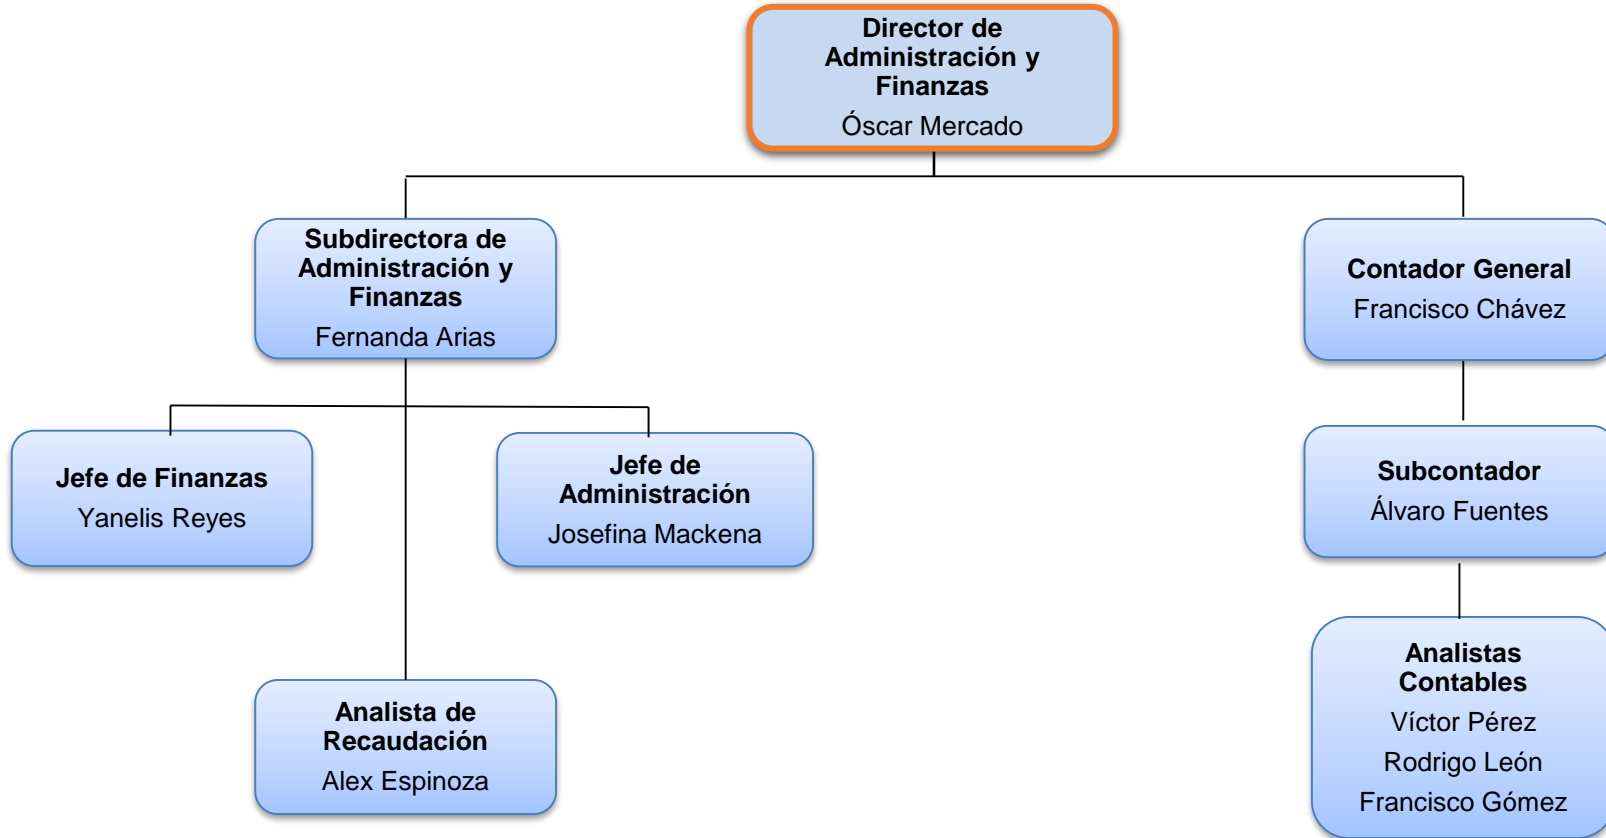 Director de
Administración y
Finanzas
Óscar Mercado
Subdirectora de
Administración y
Finanzas
Fernanda Arias
Contador General
Francisco Chávez
Jefe de Finanzas
Yanelis Reyes
Jefe de
Administración
Josefina Mackena
Subcontador
Álvaro Fuentes
Analista de
Recaudación
Alex Espinoza
Analistas
Contables
Víctor Pérez
Rodrigo León
Francisco Gómez